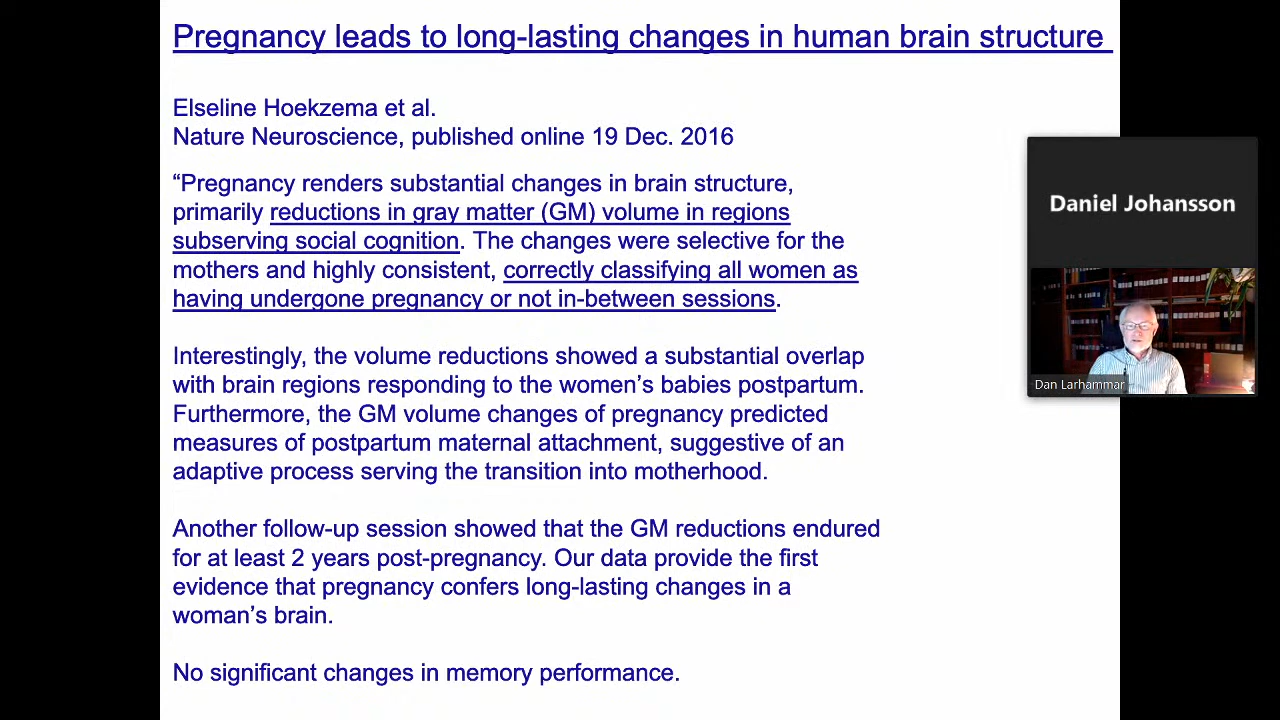 Pregnancy leads to long-lasting changes in human brain structure
Elseline Hoekzema et al.
Nature Neuroscience, published online 19 Dec. 2016
“Pregnancy renders substantial changes in brain structure,
primarily reductions in gray matter (GM) volume in regions
subserving social cognition. The changes were selective for the
mothers and highly consistent, correctly classifying all women as
having undergone pregnancy or not in-between sessions.
Interestingly, the volume reductions showed a substantial overlap
with brain regions responding to the women’s babies postpartum.
Furthermore, the GM volume changes of pregnancy predicted
measures of postpartum maternal attachment, suggestive of an
adaptive process serving the transition into motherhood.
Another follow-up session showed that the GM reductions endured
for at least 2 years post-pregnancy. Our data provide the first
evidence that pregnancy confers long-lasting changes in a
woman’s brain.
No significant changes in memory performance.
Daniel Johansson
Dan Larhammar